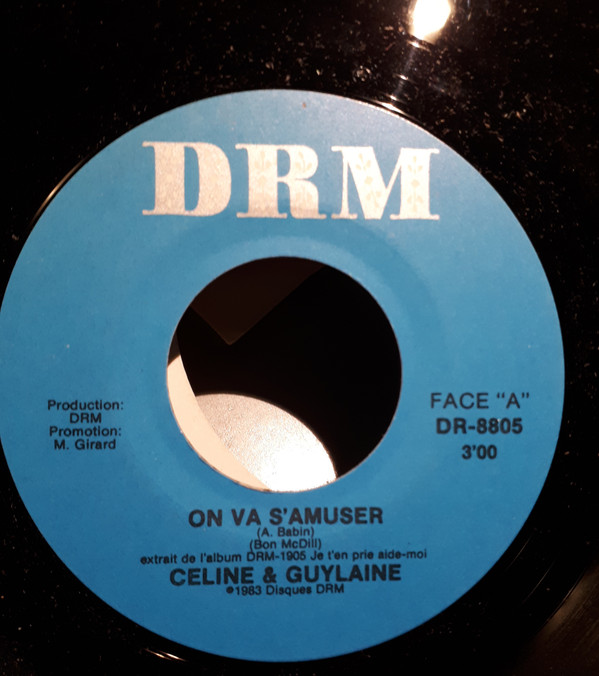 DRM
Production:
DRM
Promotion:
M. Girard
FACE "A"
DR-8805
3'00
ON VA S'AMUSER
(A. Babin)
(Bon McDill)
extrait de l'album DRM-1905 Je t'en prie aide-moi
CELINE & GUYLAINE
℗1983 Disques DRM